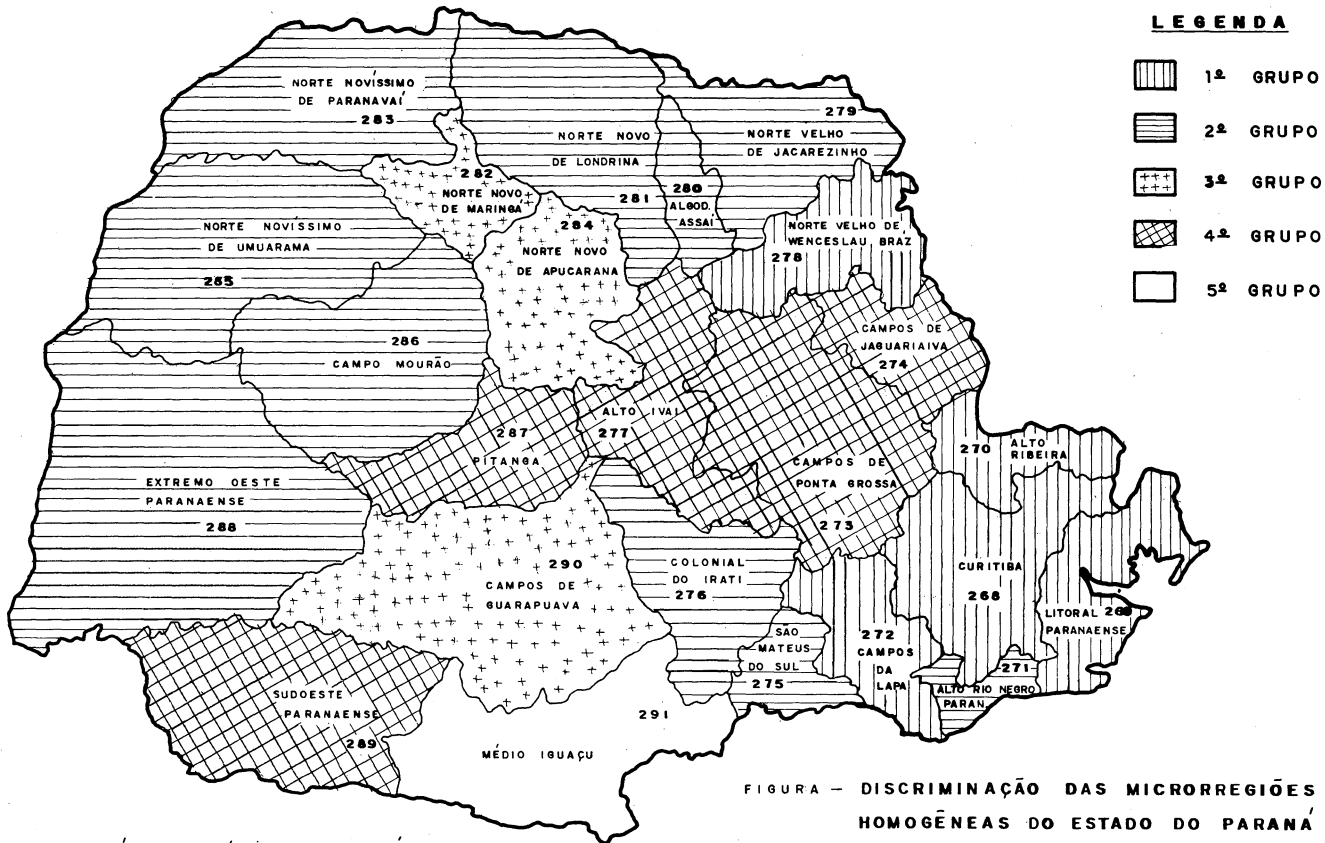 LEGENDA
1º GRUPO
2º GRUPO
3º GRUPO
4º GRUPO
5º GRUPO
NORTE NOVÍSSIMO
DE PARANAVAÍ
283
NORTE NOVO
DE LONDRINA
281
279
NORTE VELHO
DE JACAREZINHO
280
ALGOD.
ASSAÍ
282
NORTE NOVO
DE MARINGA
284
NORTE NOVO
DE APUCARANA
NORTE VELHO DE
WENCESLAU BRAZ
278
NORTE NOVÍSSIMO
DE UMUARAMA
285
286
CAMPO MOURÃO
CAMPOS DE
JAGUARIAIVA
274
287
PITANGA
ALTO IVAI
277
CAMPOS DE
PONTA GROSSA
273
270 ALTO
RIBEIRA
EXTREMO OESTE
PARANAENSE
288
290
CAMPOS DE
GUARAPUAVA
COLONIAL
DO IRATI
276
CURITIBA
268
LITORAL
PARANAENSE
SÃO
MATEUS
DO SUL
275
272
CAMPOS
DA
LAPA
271
ALTO RIO NEGRO
PARAN.
SUDOESTE
PARANAENSE
289
291
MÉDIO IGUAÇU
FIGURA — DISCRIMINAÇÃO DAS MICRORREGIÕES
HOMOGÊNEAS DO ESTADO DO PARANÁ